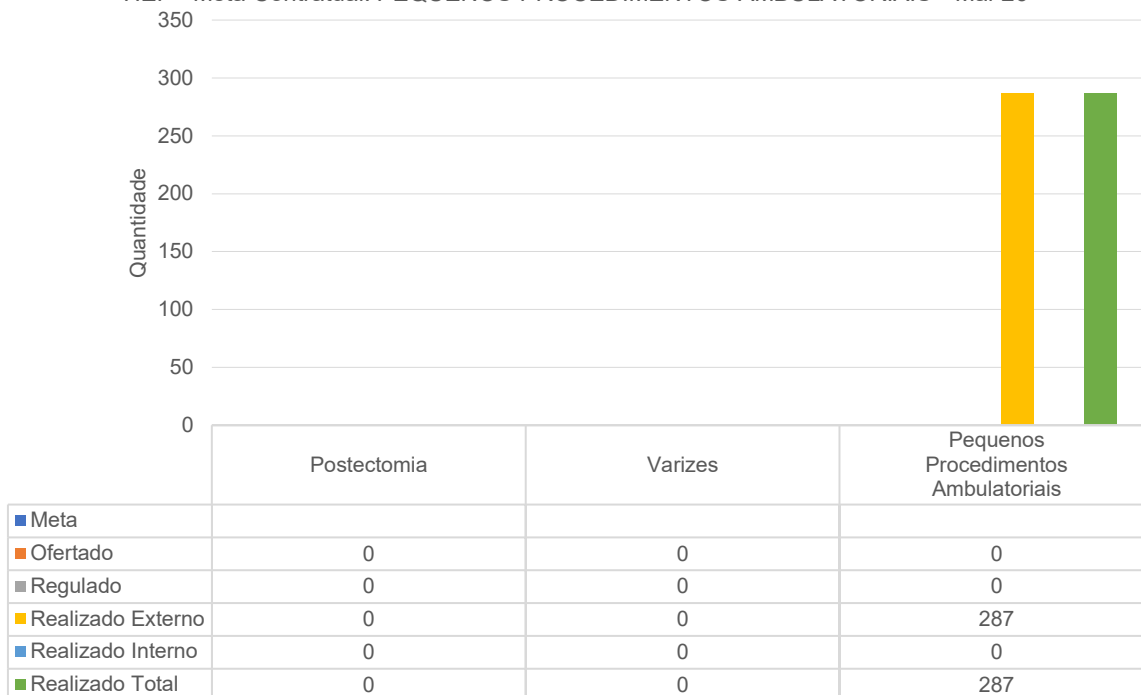 350
300
250
200
150
100
50
0
Quantidade
Postectomia Varizes Pequenos
Procedimentos
Ambulatoriais
Meta
Ofertado 0 0 0
Regulado 0 0 0
Realizado Externo 0 0 287
Realizado Interno 0 0 0
Realizado Total 0 0 287